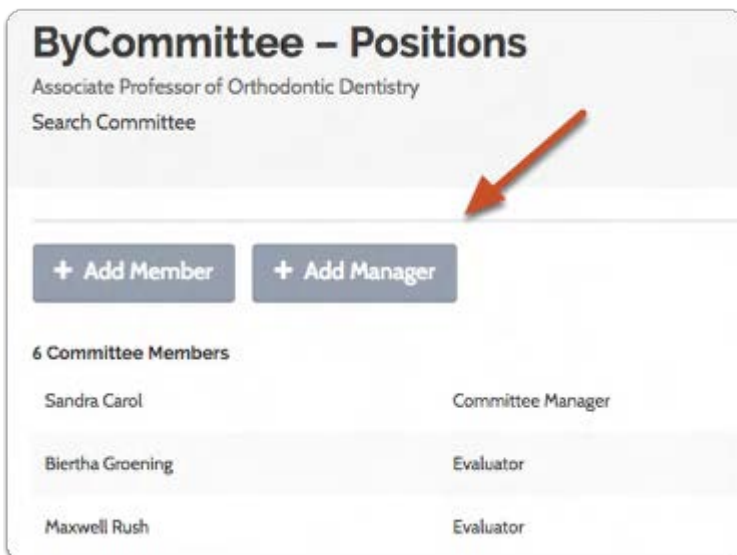 ByCommittee – Positions
Associate Professor of Orthodontic Dentistry
Search Committee
+ Add Member + Add Manager
6 Committee Members
Sandra Carol Committee Manager
Biertha Groening Evaluator
Maxwell Rush Evaluator